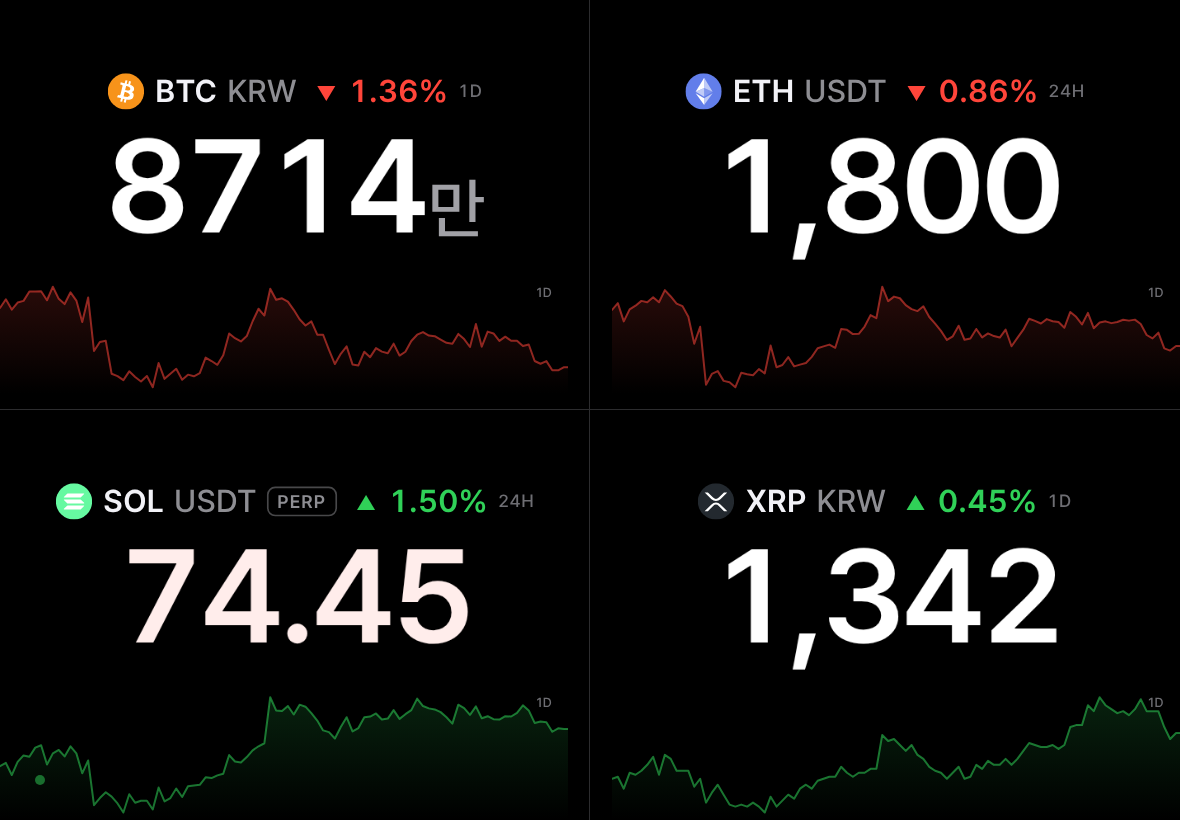 BTC KRW ▼ 1.36% 1D
8714만
1D
ETH USDT ▼ 0.86% 24H
1,800
1D
SOL USDT PERP ▲ 1.50% 24H
74.45
1D
XRP KRW ▲ 0.45% 1D
1,342
1D